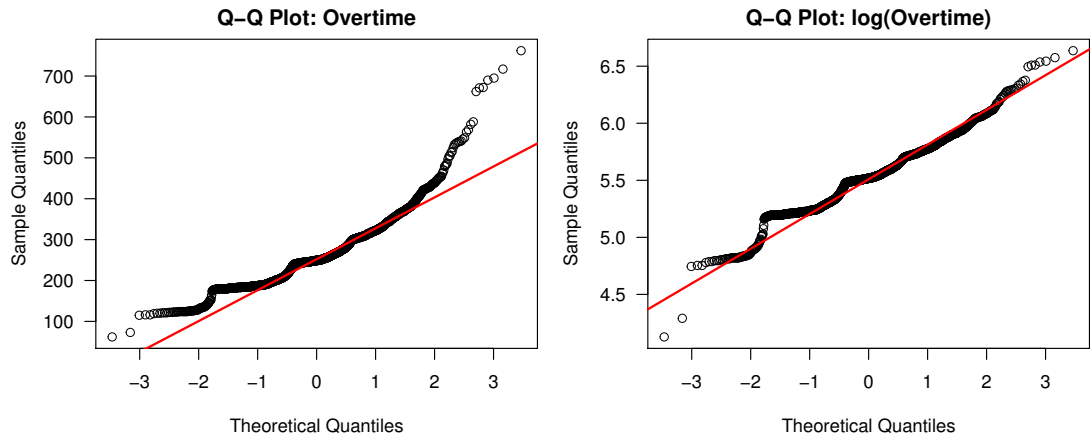 Q−Q Plot: Overtime
Sample Quantiles
700
600
500
400
300
200
100
−3 −2 −1 0 1 2 3
Theoretical Quantiles
Q−Q Plot: log(Overtime)
Sample Quantiles
6.5
6.0
5.5
5.0
4.5
−3 −2 −1 0 1 2 3
Theoretical Quantiles